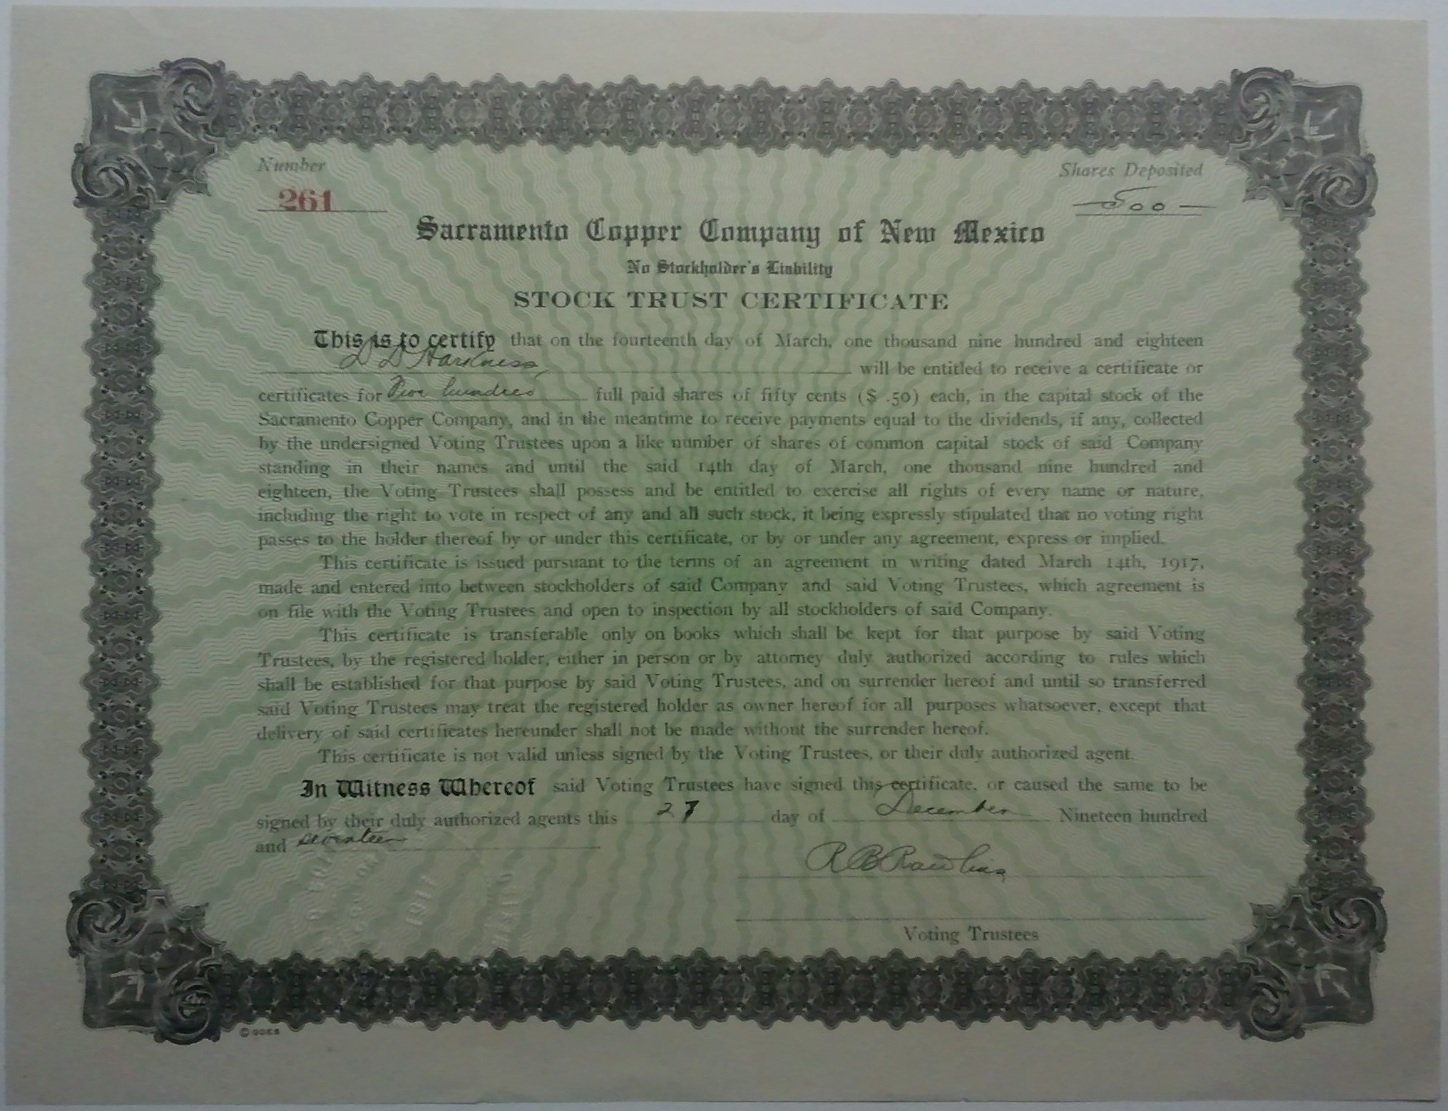 Number
Shares Deposited
261
500
Sacramento Copper Company of New Mexico
No Stockholder's Liability
STOCK TRUST CERTIFICATE
This is to certify that on the fourteenth day of March, one thousand nine hundred and eighteen
D D Harkness will be entitled to receive a certificate or
certificates for Five hundred full paid shares of fifty cents ($ .50) each, in the capital stock of the
Sacramento Copper Company, and in the meantime to receive payments equal to the dividends, if any, collected
by the undersigned Voting Trustees upon a like number of shares of common capital stock of said Company
standing in their names and until the said 14th day of March, one thousand nine hundred and
eighteen, the Voting Trustees shall possess and be entitled to exercise all rights of every name or nature,
including the right to vote in respect of any and all such stock, it being expressly stipulated that no voting right
passes to the holder thereof by or under this certificate, or by or under any agreement, express or implied.
This certificate is issued pursuant to the terms of an agreement in writing dated March 14th, 1917,
made and entered into between stockholders of said Company and said Voting Trustees, which agreement is
on file with the Voting Trustees and open to inspection by all stockholders of said Company.
This certificate is transferable only on books which shall be kept for that purpose by said Voting
Trustees, by the registered holder, either in person or by attorney duly authorized according to rules which
shall be established for that purpose by said Voting Trustees, and on surrender hereof and until so transferred
said Voting Trustees may treat the registered holder as owner hereof for all purposes whatsoever, except that
delivery of said certificates hereunder shall not be made without the surrender hereof.
This certificate is not valid unless signed by the Voting Trustees, or their duly authorized agent.
In Witness Whereof said Voting Trustees have signed this certificate, or caused the same to be
signed by their duly authorized agents this 27 day of December Nineteen hundred
and seventeen
R B Rawlins
Voting Trustees
© GOES